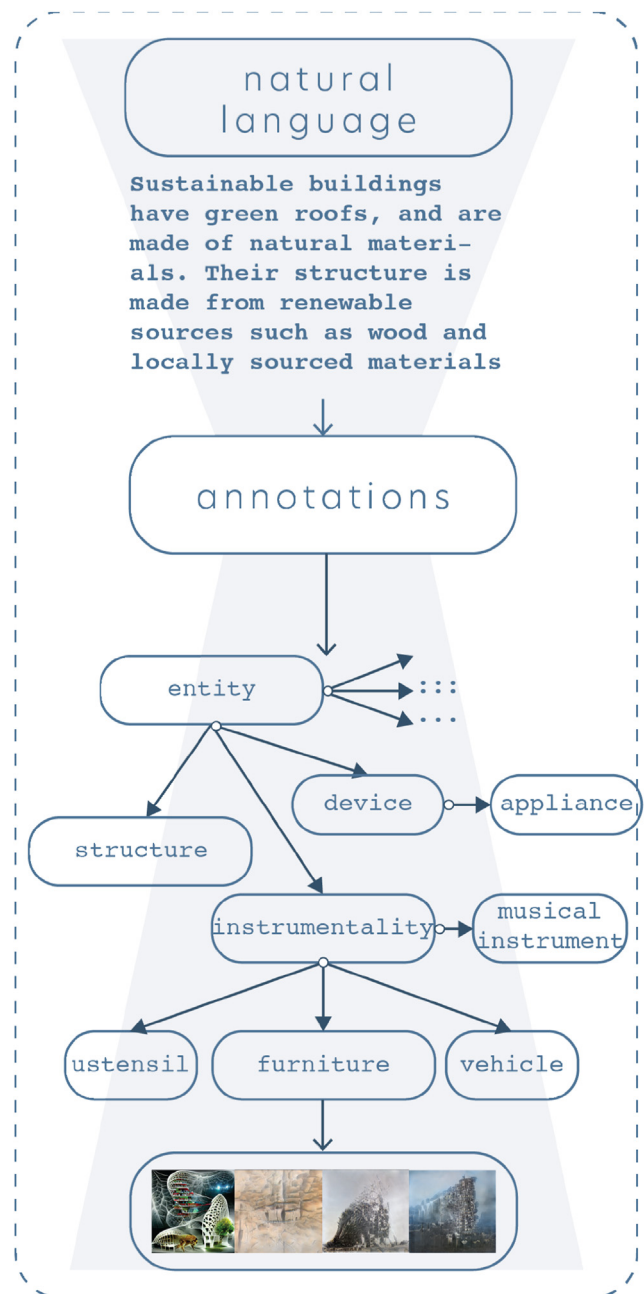 natural
language
Sustainable buildings
have green roofs, and are
made of natural materi-
als. Their structure is
made from renewable
sources such as wood and
locally sourced materials
annotations
entity
:::
...
device
appliance
structure
instrumentality
musical
instrument
ustensil
furniture
vehicle